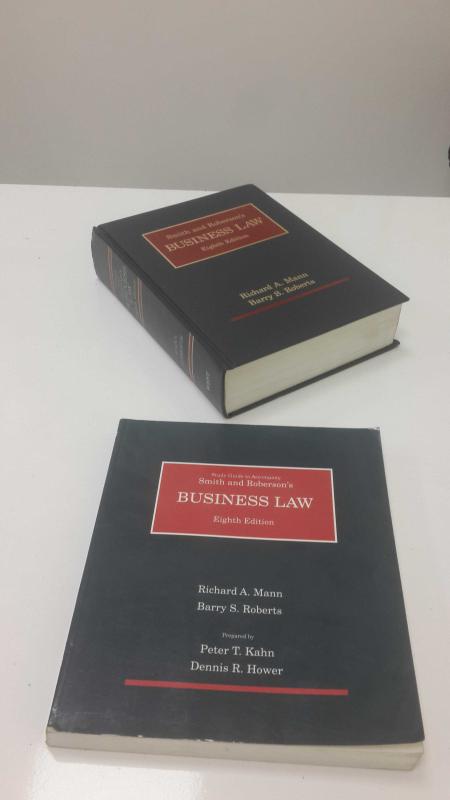 Smith and Roberson's
BUSINESS LAW
Eighth Edition
Richard A. Mann
Barry S. Roberts
Study Guide to Accompany
Smith and Roberson's
BUSINESS LAW
Eighth Edition
Richard A. Mann
Barry S. Roberts
Prepared by
Peter T. Kahn
Dennis R. Hower